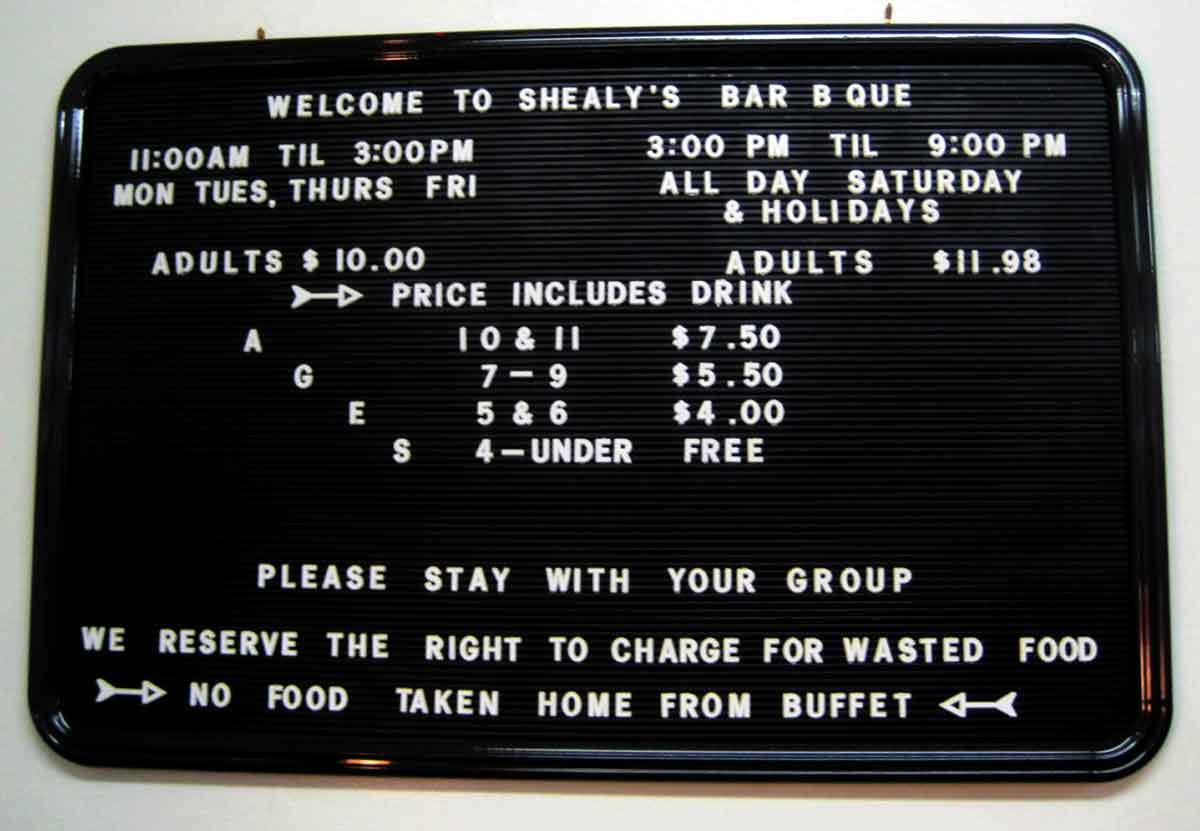 WELCOME TO SHEALY'S BAR B QUE
11:00AM TIL 3:00PM 3:00 PM TIL 9:00 PM
MON TUES, THURS FRI ALL DAY SATURDAY
& HOLIDAYS
ADULTS $ 10.00 ADULTS $11.98
PRICE INCLUDES DRINK
A 10 & 11 $7.50
G 7 – 9 $5.50
E 5 & 6 $4.00
S 4 – UNDER FREE
PLEASE STAY WITH YOUR GROUP
WE RESERVE THE RIGHT TO CHARGE FOR WASTED FOOD
NO FOOD TAKEN HOME FROM BUFFET